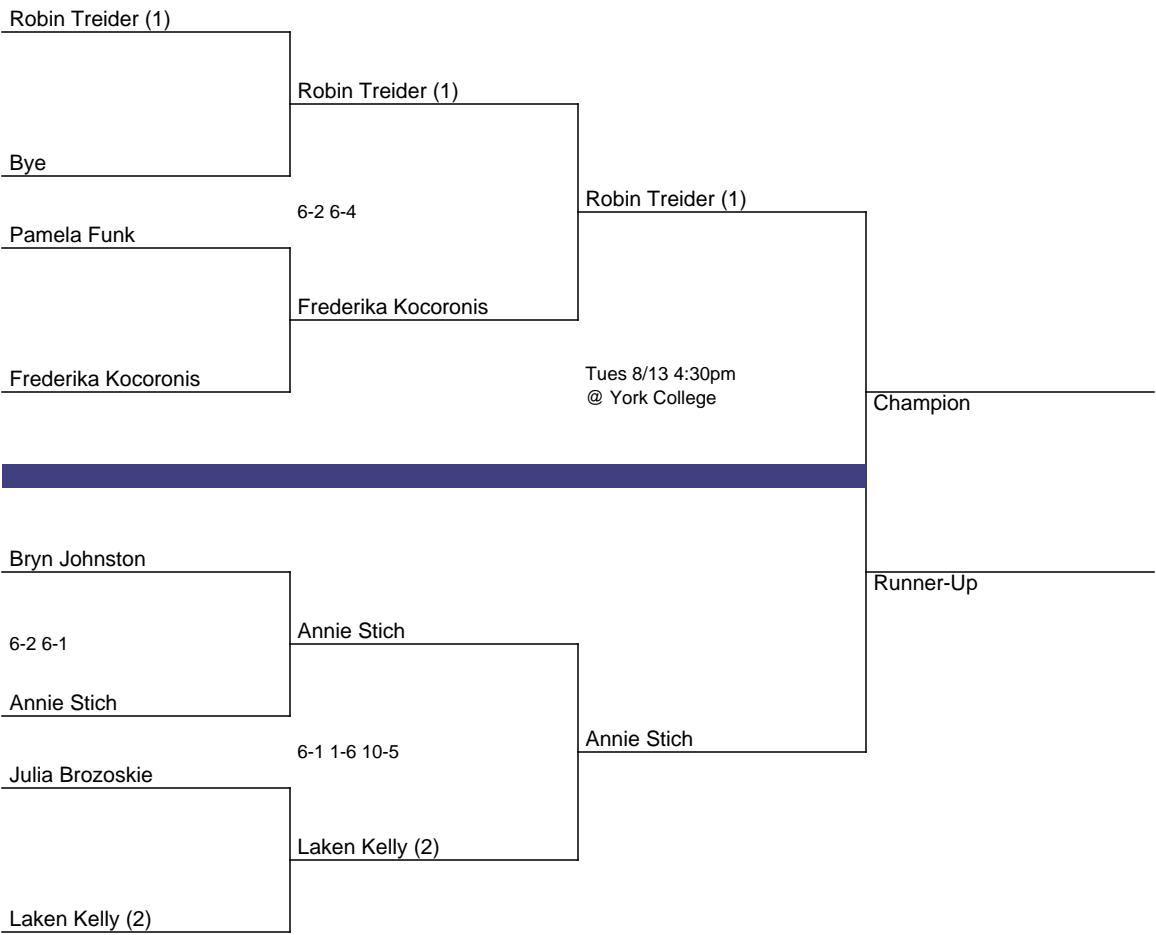 Robin Treider (1)
Robin Treider (1)
Bye
Robin Treider (1)
6-2 6-4
Pamela Funk
Frederika Kocoronis
Frederika Kocoronis
Tues 8/13 4:30pm
@ York College
Champion
Bryn Johnston
Runner-Up
Annie Stich
6-2 6-1
Annie Stich
Annie Stich
6-1 1-6 10-5
Julia Brozoskie
Laken Kelly (2)
Laken Kelly (2)